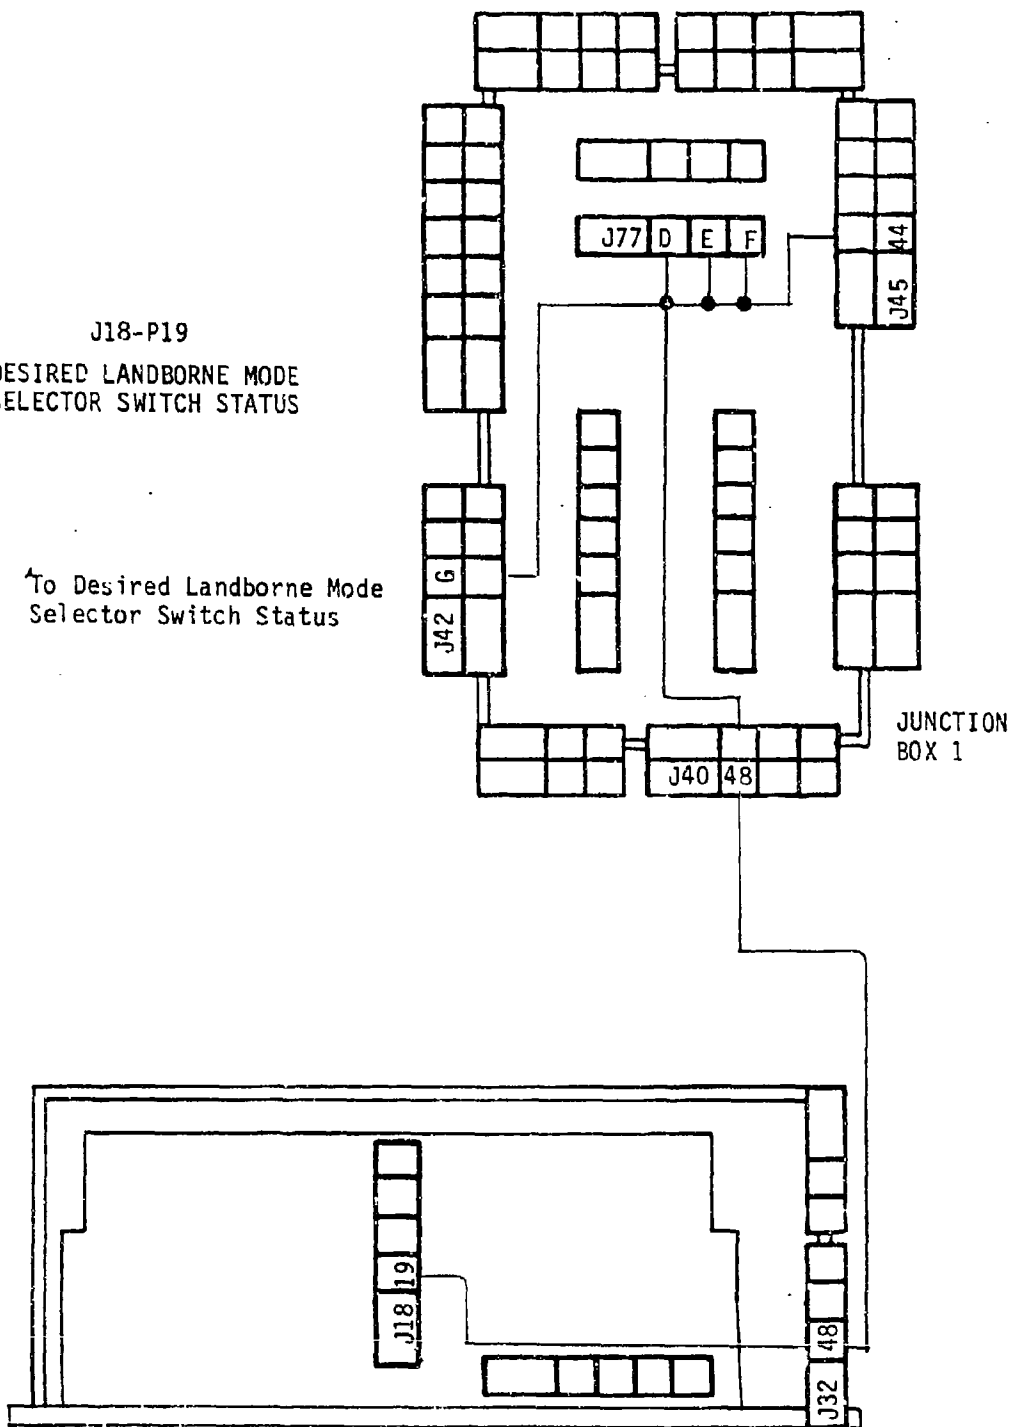 J77 D E F
44
J45
J18-P19
DESIRED LANDBORNE MODE
SELECTOR SWITCH STATUS
G
J42
To Desired Landborne Mode
Selector Switch Status
JUNCTION
BOX 1
J40 48
19
J18
48
J32